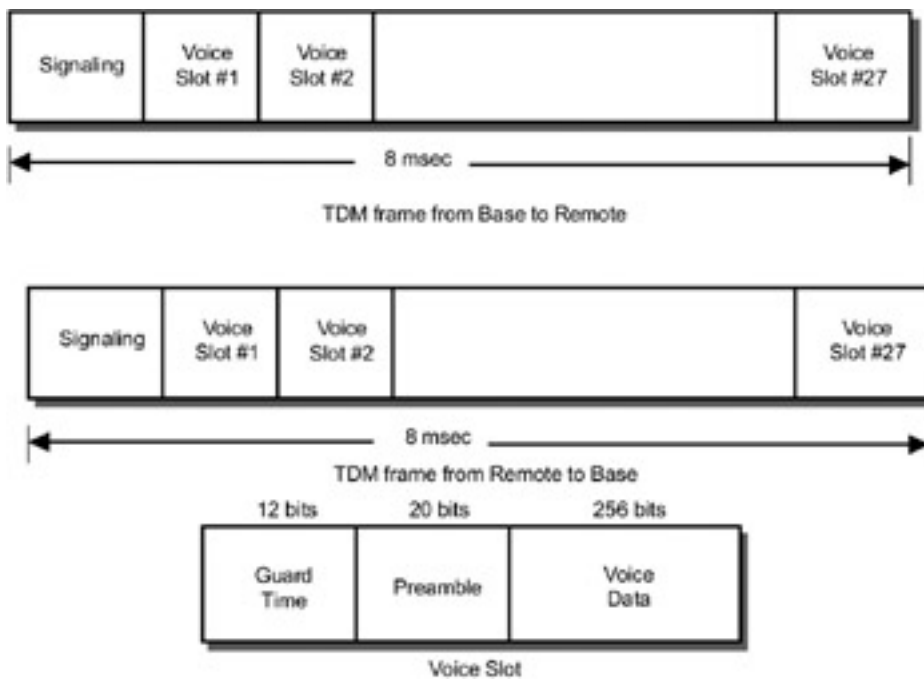 Signaling
Voice
Slot #1
Voice
Slot #2
Voice
Slot #27
8 msec
TDM frame from Base to Remote
Signaling
Voice
Slot #1
Voice
Slot #2
Voice
Slot #27
8 msec
TDM frame from Remote to Base
12 bits
20 bits
256 bits
Guard
Time
Preamble
Voice
Data
Voice Slot